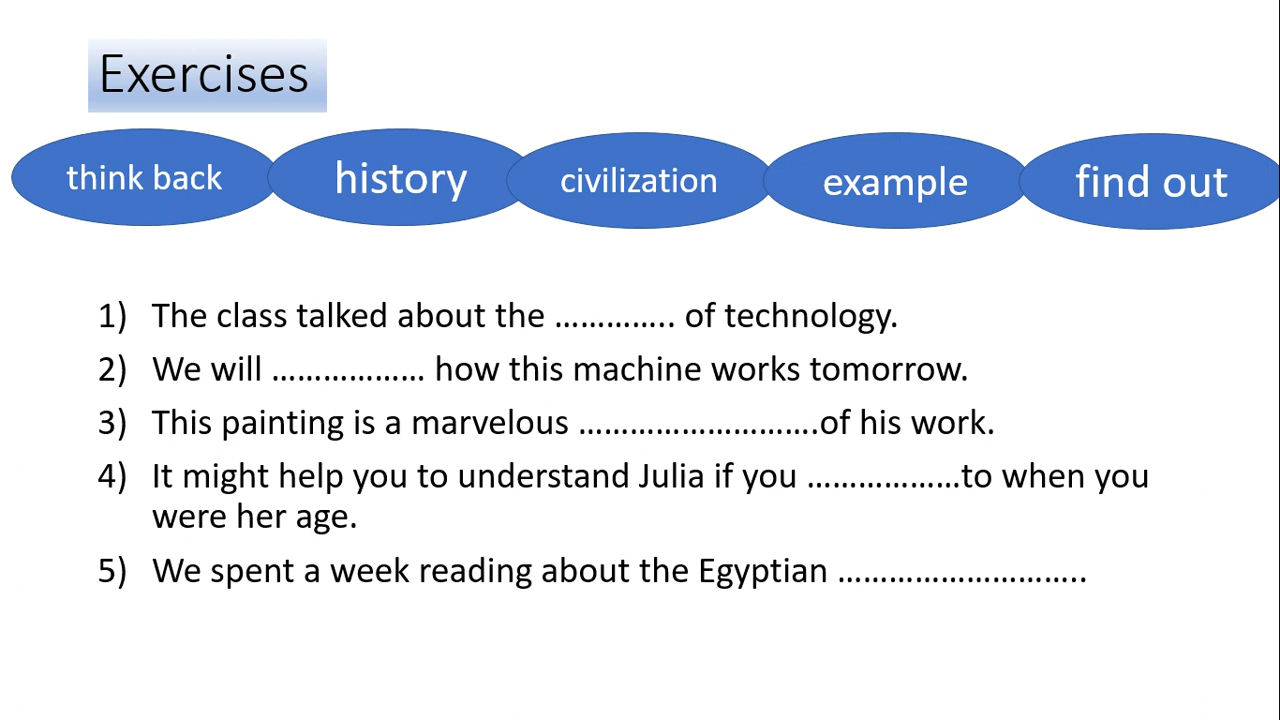 Exercises
think back history civilization example find out
1) The class talked about the ………….. of technology.
2) We will ……………… how this machine works tomorrow.
3) This painting is a marvelous ……………………….of his work.
4) It might help you to understand Julia if you ………………to when you
were her age.
5) We spent a week reading about the Egyptian ………………………..